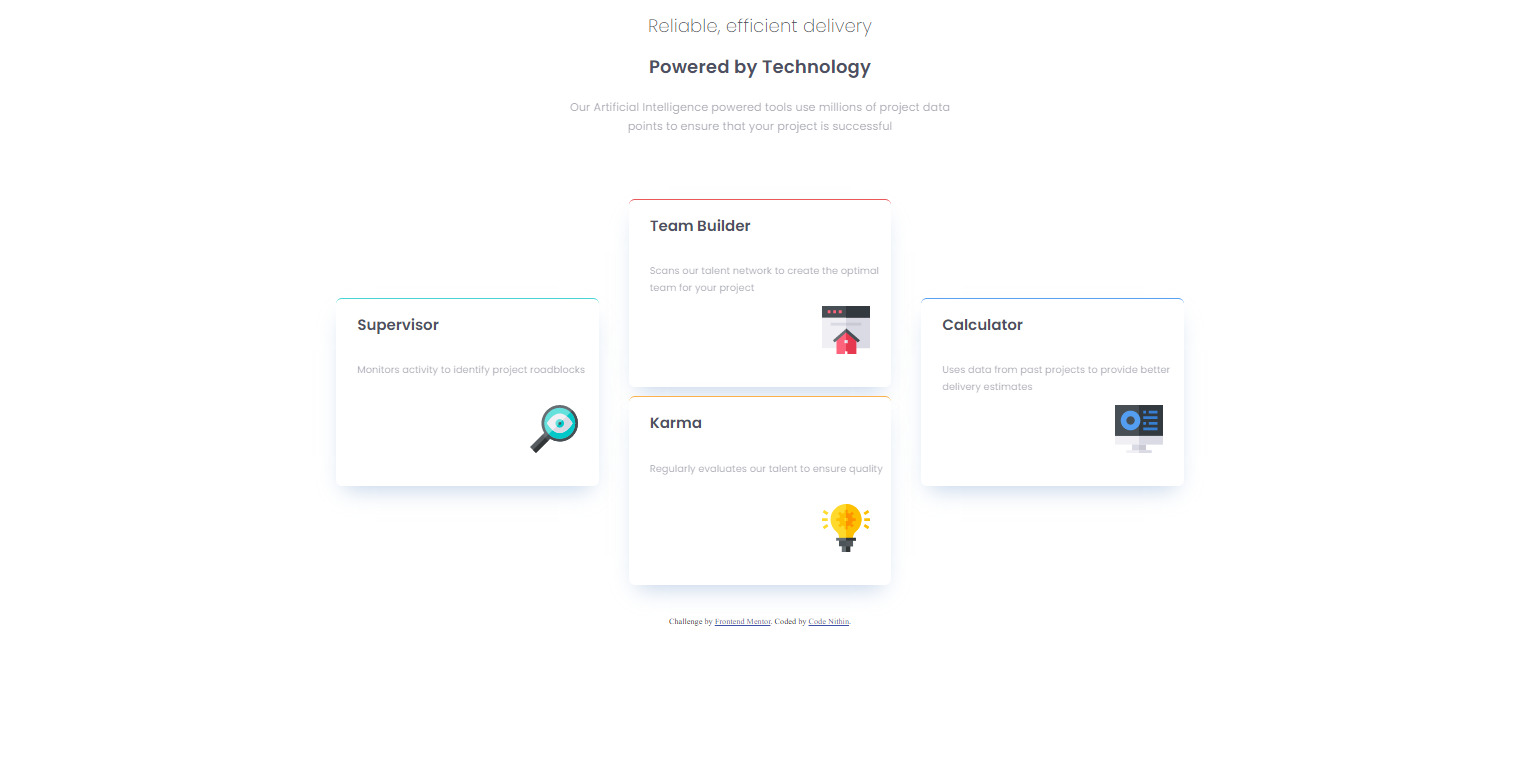 Reliable, efficient delivery
Powered by Technology
Our Artificial Intelligence powered tools use millions of project data
points to ensure that your project is successful
Supervisor
Monitors activity to identify project roadblocks
Team Builder
Scans our talent network to create the optimal
team for your project
Karma
Regularly evaluates our talent to ensure quality
Calculator
Uses data from past projects to provide better
delivery estimates
Challenge by Frontend Mentor. Coded by Code Nithin.